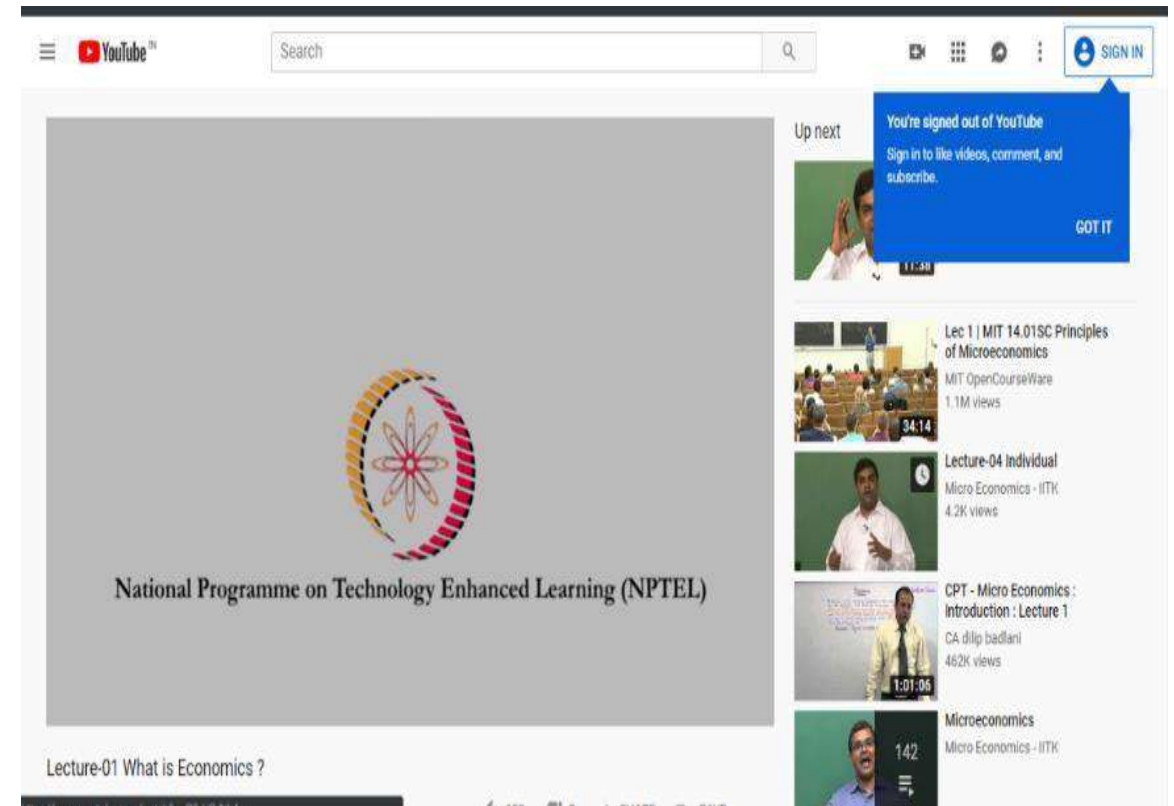 YouTube IN
Search
SIGN IN
You're signed out of YouTube
Sign in to like videos, comment, and
subscribe.
GOT IT
Up next
11:38
Lec 1 | MIT 14.01SC Principles
of Microeconomics
MIT OpenCourseWare
1.1M views
34:14
Lecture-04 Individual
Micro Economics - IITK
4.2K views
CPT - Micro Economics :
Introduction : Lecture 1
CA dilip badlani
462K views
1:01:06
Microeconomics
Micro Economics - IITK
142
National Programme on Technology Enhanced Learning (NPTEL)
Lecture-01 What is Economics ?